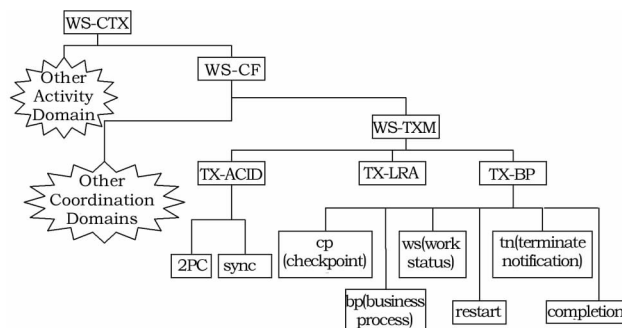 WS-CTX
Other
Activity
Domain
WS-CF
WS-TXM
Other
Coordination
Domains
TX-ACID
TX-LRA
TX-BP
2PC
sync
cp
(checkpoint)
ws(work
status)
tn(terminate
notification)
bp(business
process)
restart
completion